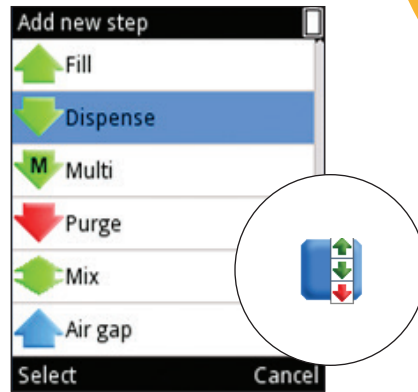 Add new step
Fill
Dispense
M Multi
Purge
Mix
Air gap
Select Cancel